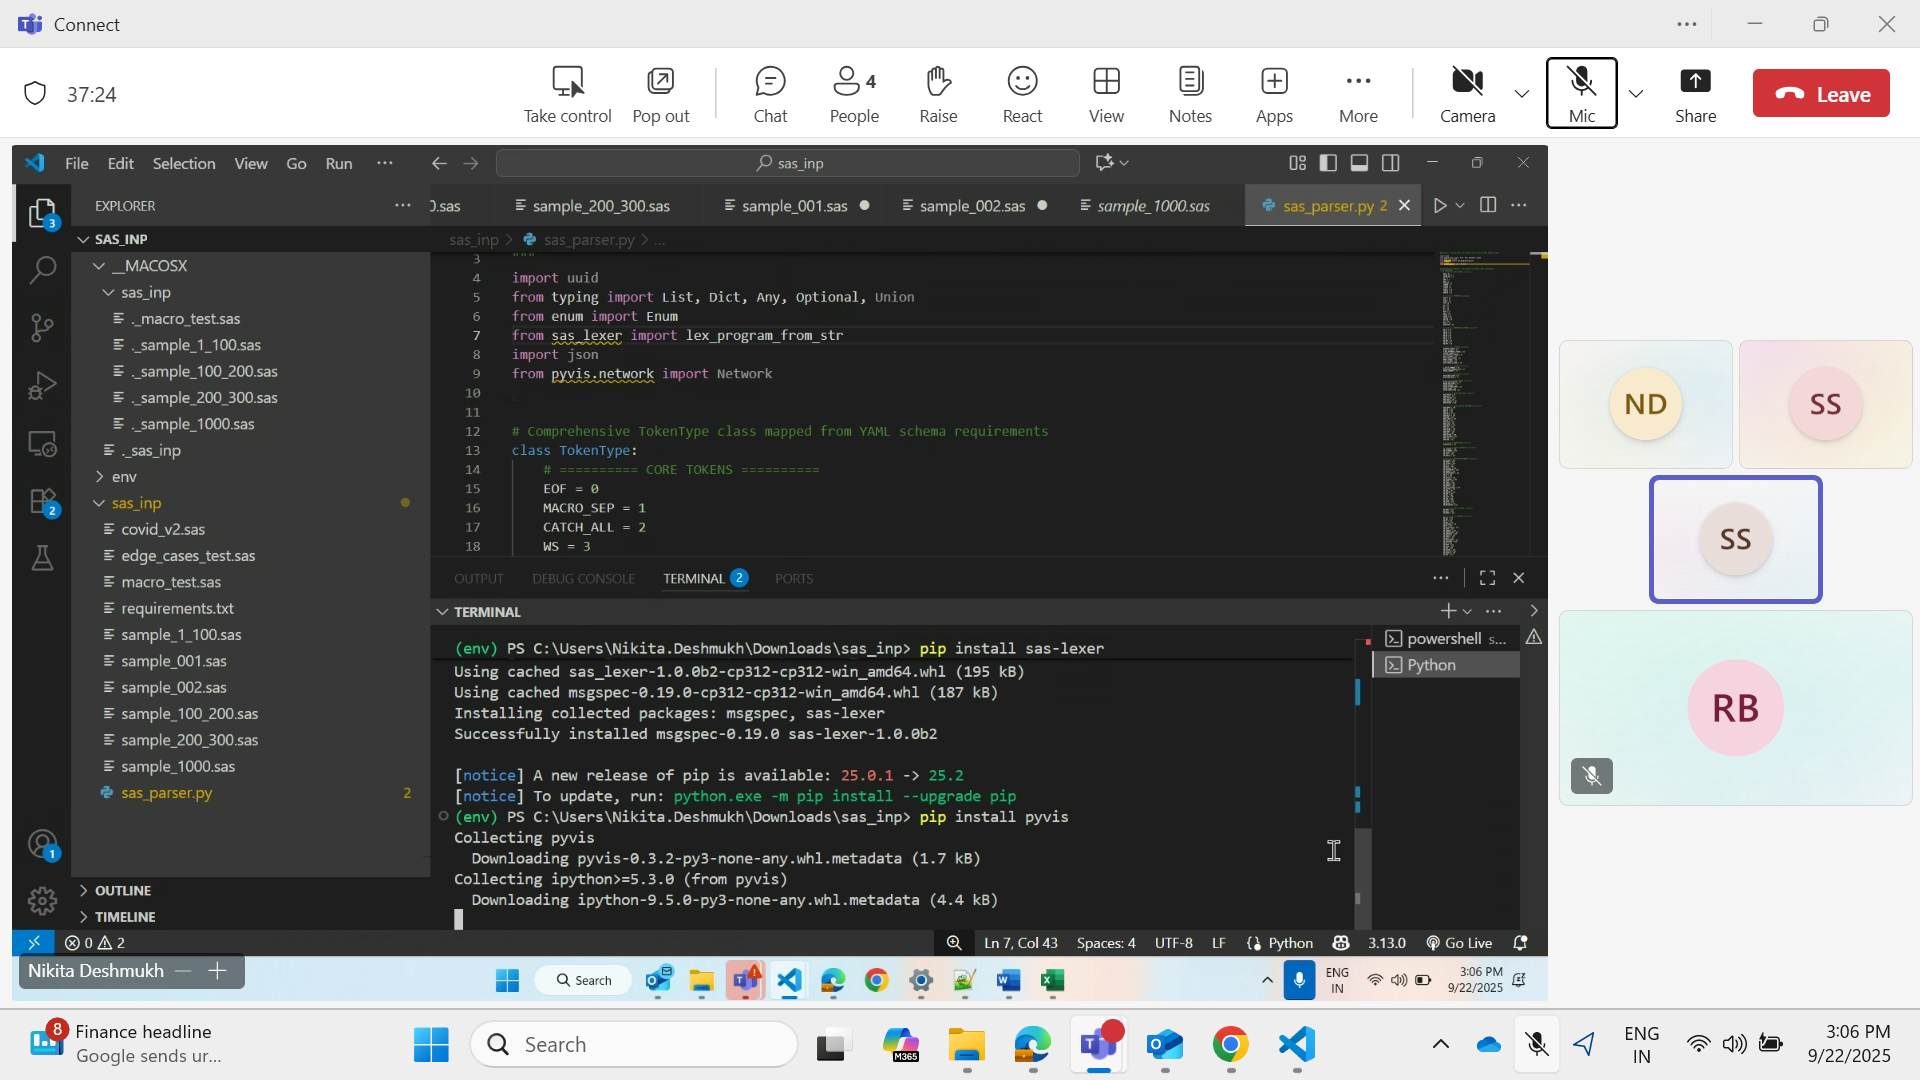 Connect
37:24
Take control
Pop out
Chat
4
People
Raise
React
View
Notes
Apps
More
Camera
Mic
Share
Leave
File Edit Selection View Go Run
sas_inp
EXPLORER
SAS_INP
__MACOSX
sas_inp
._macro_test.sas
._sample_1_100.sas
._sample_100_200.sas
._sample_200_300.sas
._sample_1000.sas
._sas_inp
env
sas_inp
covid_v2.sas
edge_cases_test.sas
macro_test.sas
requirements.txt
sample_1_100.sas
sample_001.sas
sample_002.sas
sample_100_200.sas
sample_200_300.sas
sample_1000.sas
sas_parser.py 2
OUTLINE
TIMELINE
3
2
1
0.sas
sample_200_300.sas
sample_001.sas
sample_002.sas
sample_1000.sas
sas_parser.py 2
sas_inp > sas_parser.py > ...
3 """
4 import uuid
5 from typing import List, Dict, Any, Optional, Union
6 from enum import Enum
7 from sas_lexer import lex_program_from_str
8 import json
9 from pyvis.network import Network
10
11
12 # Comprehensive TokenType class mapped from YAML schema requirements
13 class TokenType:
14 # ========== CORE TOKENS ==========
15 EOF = 0
16 MACRO_SEP = 1
17 CATCH_ALL = 2
18 WS = 3
OUTPUT DEBUG CONSOLE TERMINAL 2 PORTS
TERMINAL
(env) PS C:\Users\Nikita.Deshmukh\Downloads\sas_inp> pip install sas-lexer
Using cached sas_lexer-1.0.0b2-cp312-cp312-win_amd64.whl (195 kB)
Using cached msgspec-0.19.0-cp312-cp312-win_amd64.whl (187 kB)
Installing collected packages: msgspec, sas-lexer
Successfully installed msgspec-0.19.0 sas-lexer-1.0.0b2
[notice] A new release of pip is available: 25.0.1 -> 25.2
[notice] To update, run: python.exe -m pip install --upgrade pip
(env) PS C:\Users\Nikita.Deshmukh\Downloads\sas_inp> pip install pyvis
Collecting pyvis
Downloading pyvis-0.3.2-py3-none-any.whl.metadata (1.7 kB)
Collecting ipython>=5.3.0 (from pyvis)
Downloading ipython-9.5.0-py3-none-any.whl.metadata (4.4 kB)
powershell s...
Python
0 2
Ln 7, Col 43 Spaces: 4 UTF-8 LF Python 3.13.0 Go Live
Nikita Deshmukh
Search
ENG
IN
3:06 PM
9/22/2025
ND
SS
SS
RB
8
Finance headline
Google sends ur...
Search
M365
ENG
IN
3:06 PM
9/22/2025